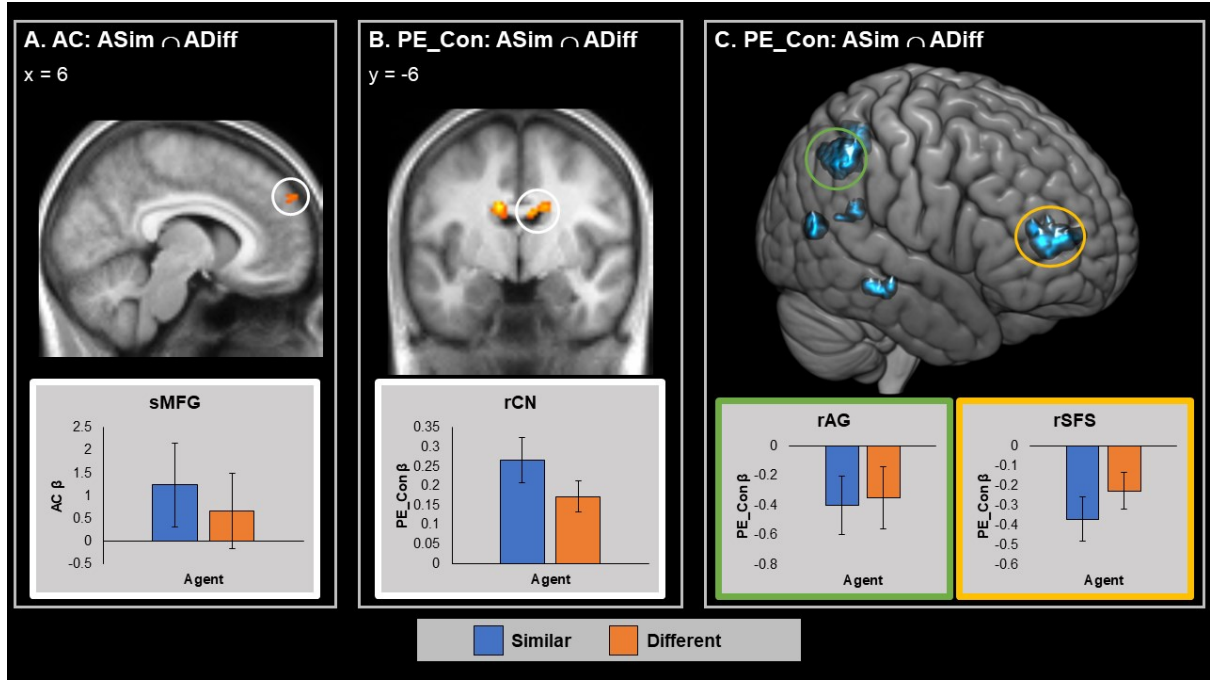 A. AC: ASim ∩ ADiff
x = 6
sMFG
2.5
2
1.5
1
0.5
0
-0.5
AC β
Agent
B. PE_Con: ASim ∩ ADiff
y = -6
rCN
0.35
0.3
0.25
0.2
0.15
0.1
0.05
0
PE_Con β
Agent
C. PE_Con: ASim ∩ ADiff
rAG
0
-0.2
-0.4
-0.6
-0.8
PE_Con β
Agent
rSFS
0
-0.1
-0.2
-0.3
-0.4
-0.5
-0.6
PE_Con β
Agent
Similar
Different